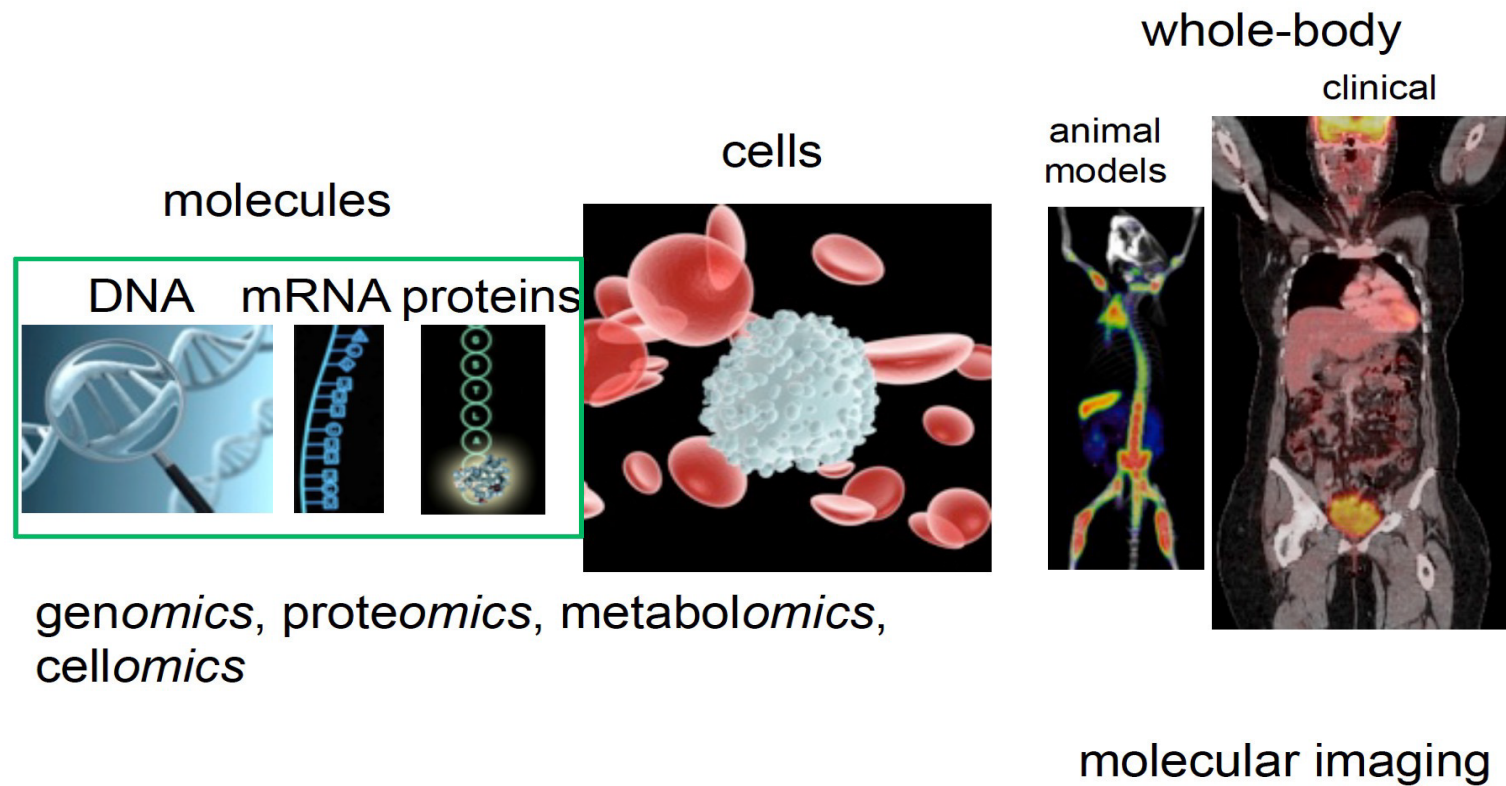 whole-body
clinical
animal
models
cells
molecules
DNA mRNA proteins
genomics, proteomics, metabolomics,
cellomics
molecular imaging